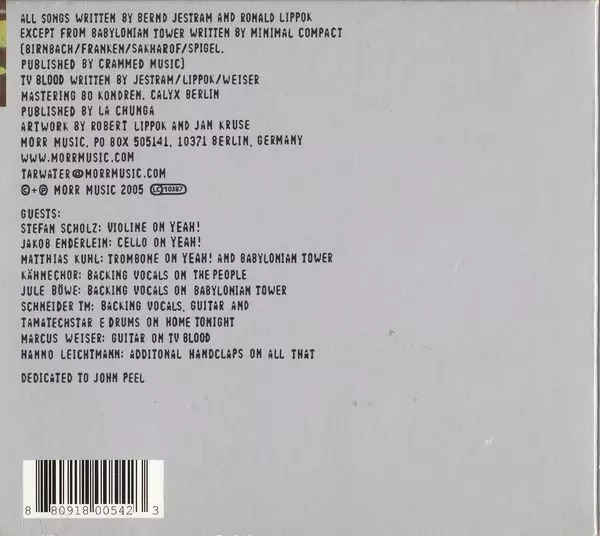 ALL SONGS WRITTEN BY BERND JESTRAM AND RONALD LIPPOK
EXCEPT FROM BABYLONIAN TOWER WRITTEN BY MINIMAL COMPACT
(BIRNBACH/FRANKEN/SAKHAROF/SPIGEL,
PUBLISHED BY CRAMMED MUSIC)
TV BLOOD WRITTEN BY JESTRAM/LIPPOK/WEISER
MASTERING BO KONDREN, CALYX BERLIN
PUBLISHED BY LA CHUNGA
ARTWORK BY ROBERT LIPPOK AND JAN KRUSE
MORR MUSIC, PO BOX 505141, 10371 BERLIN, GERMANY
WWW.MORRMUSIC.COM
TARWATER@MORRMUSIC.COM
©+℗ MORR MUSIC 2005 LC 10387
GUESTS:
STEFAN SCHOLZ: VIOLINE ON YEAH!
JAKOB ENDERLEIN: CELLO ON YEAH!
MATTHIAS KUHL: TROMBONE ON YEAH! AND BABYLONIAN TOWER
KÄHNECHOR: BACKING VOCALS ON THE PEOPLE
JULE BÖWE: BACKING VOCALS ON BABYLONIAN TOWER
SCHNEIDER TM: BACKING VOCALS, GUITAR AND
TAMATECHSTAR E DRUMS ON HOME TONIGHT
MARCUS WEISER: GUITAR ON TV BLOOD
HANNO LEICHTMANN: ADDITONAL HANDCLAPS ON ALL THAT
DEDICATED TO JOHN PEEL
8 80918 00542 3